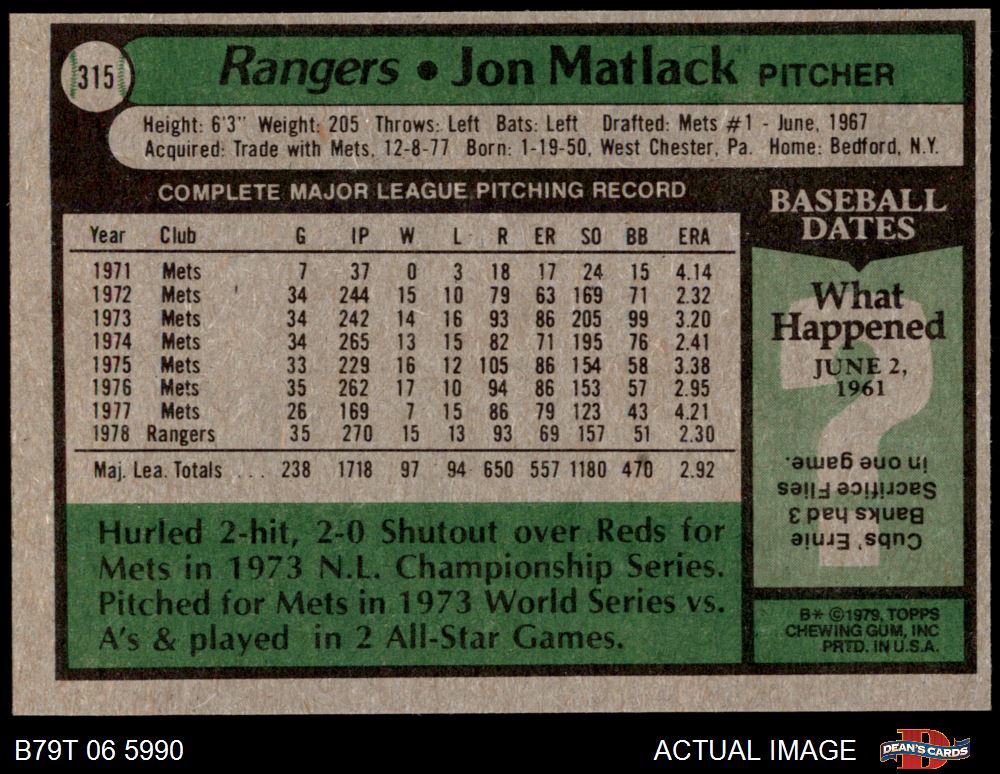 315
Rangers • Jon Matlack PITCHER
Height: 6'3" Weight: 205 Throws: Left Bats: Left Drafted: Mets #1 - June, 1967
Acquired: Trade with Mets, 12-8-77 Born: 1-19-50, West Chester, Pa. Home: Bedford, N.Y.
COMPLETE MAJOR LEAGUE PITCHING RECORD
Year Club G IP W L R ER SO BB ERA
1971 Mets 7 37 0 3 18 17 24 15 4.14
1972 Mets 34 244 15 10 79 63 169 71 2.32
1973 Mets 34 242 14 16 93 86 205 99 3.20
1974 Mets 34 265 13 15 82 71 195 76 2.41
1975 Mets 33 229 16 12 105 86 154 58 3.38
1976 Mets 35 262 17 10 94 86 153 57 2.95
1977 Mets 26 169 7 15 86 79 123 43 4.21
1978 Rangers 35 270 15 13 93 69 157 51 2.30
Maj. Lea. Totals ... 238 1718 97 94 650 557 1180 470 2.92
Hurled 2-hit, 2-0 Shutout over Reds for
Mets in 1973 N.L. Championship Series.
Pitched for Mets in 1973 World Series vs.
A's & played in 2 All-Star Games.
BASEBALL
DATES
What
Happened
JUNE 2,
1961
?
Cubs' Ernie
Banks had 3
Sacrifice Flies
in one game.
B* ©1979, TOPPS
CHEWING GUM, INC
PRTD. IN U.S.A.
B79T 06 5990
ACTUAL IMAGE
DEAN'S CARDS